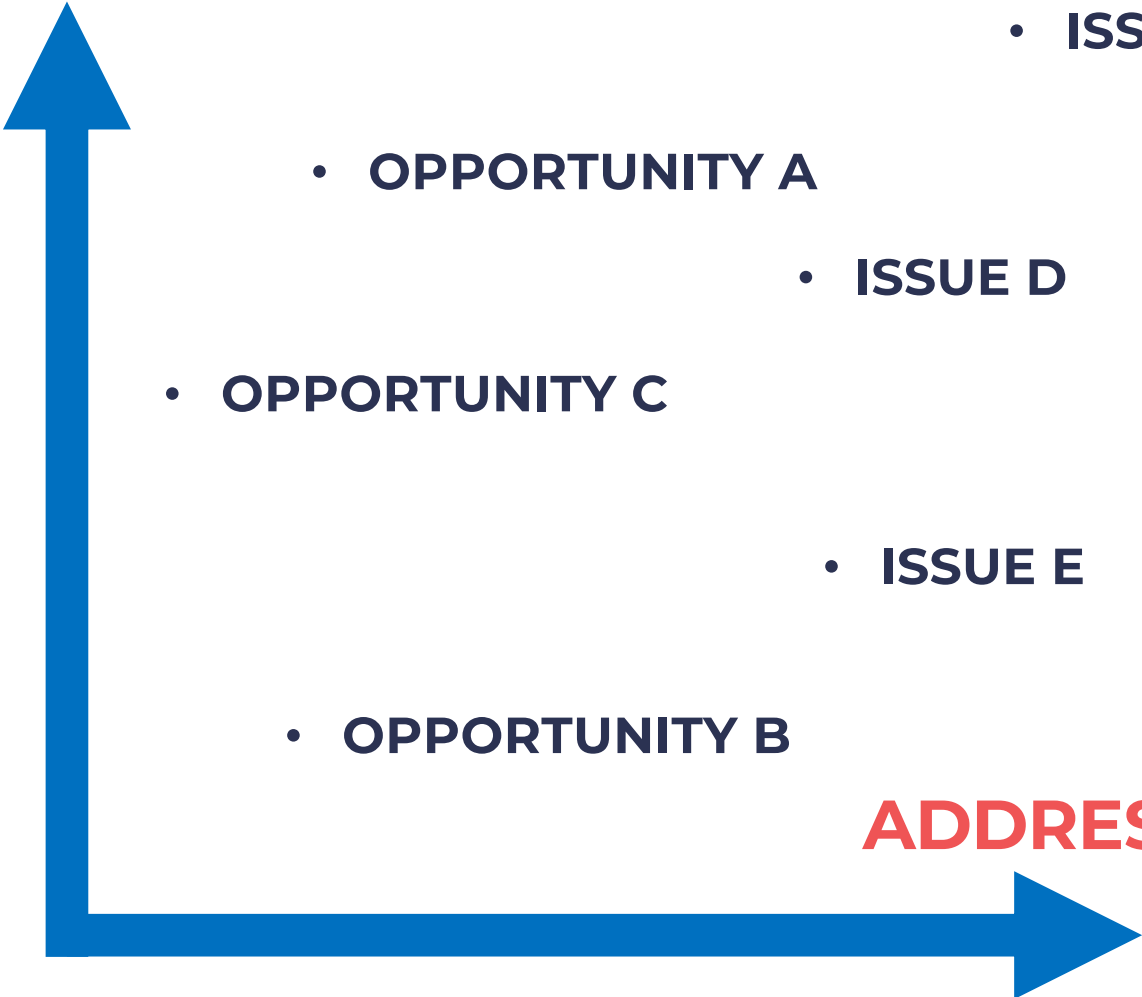 • ISS
• OPPORTUNITY A
• ISSUE D
• OPPORTUNITY C
• ISSUE E
• OPPORTUNITY B
ADDRES